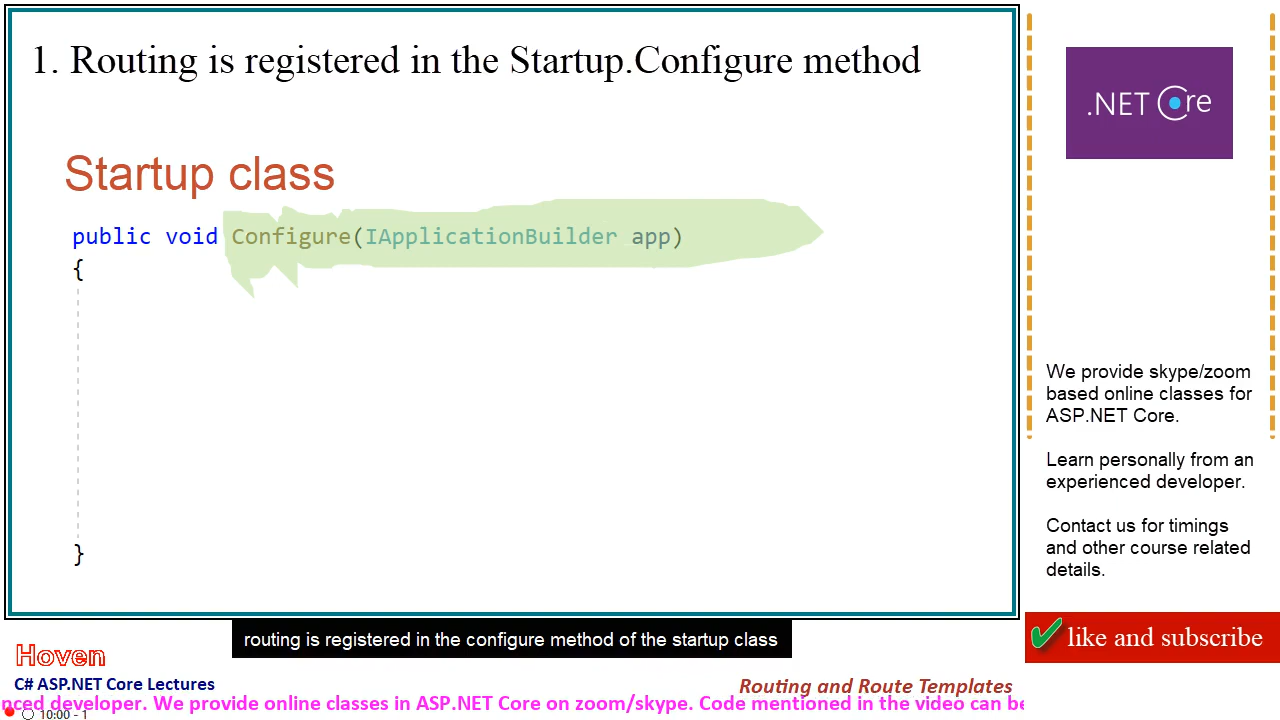 1. Routing is registered in the Startup.Configure method
Startup class
public void Configure(IApplicationBuilder app)
{
}
.NET Core
We provide skype/zoom
based online classes for
ASP.NET Core.
Learn personally from an
experienced developer.
Contact us for timings
and other course related
details.
✔ like and subscribe
routing is registered in the configure method of the startup class
Hoven
C# ASP.NET Core Lectures
Routing and Route Templates
nced developer. We provide online classes in ASP.NET Core on zoom/skype. Code mentioned in the video can be
10:00 - 1